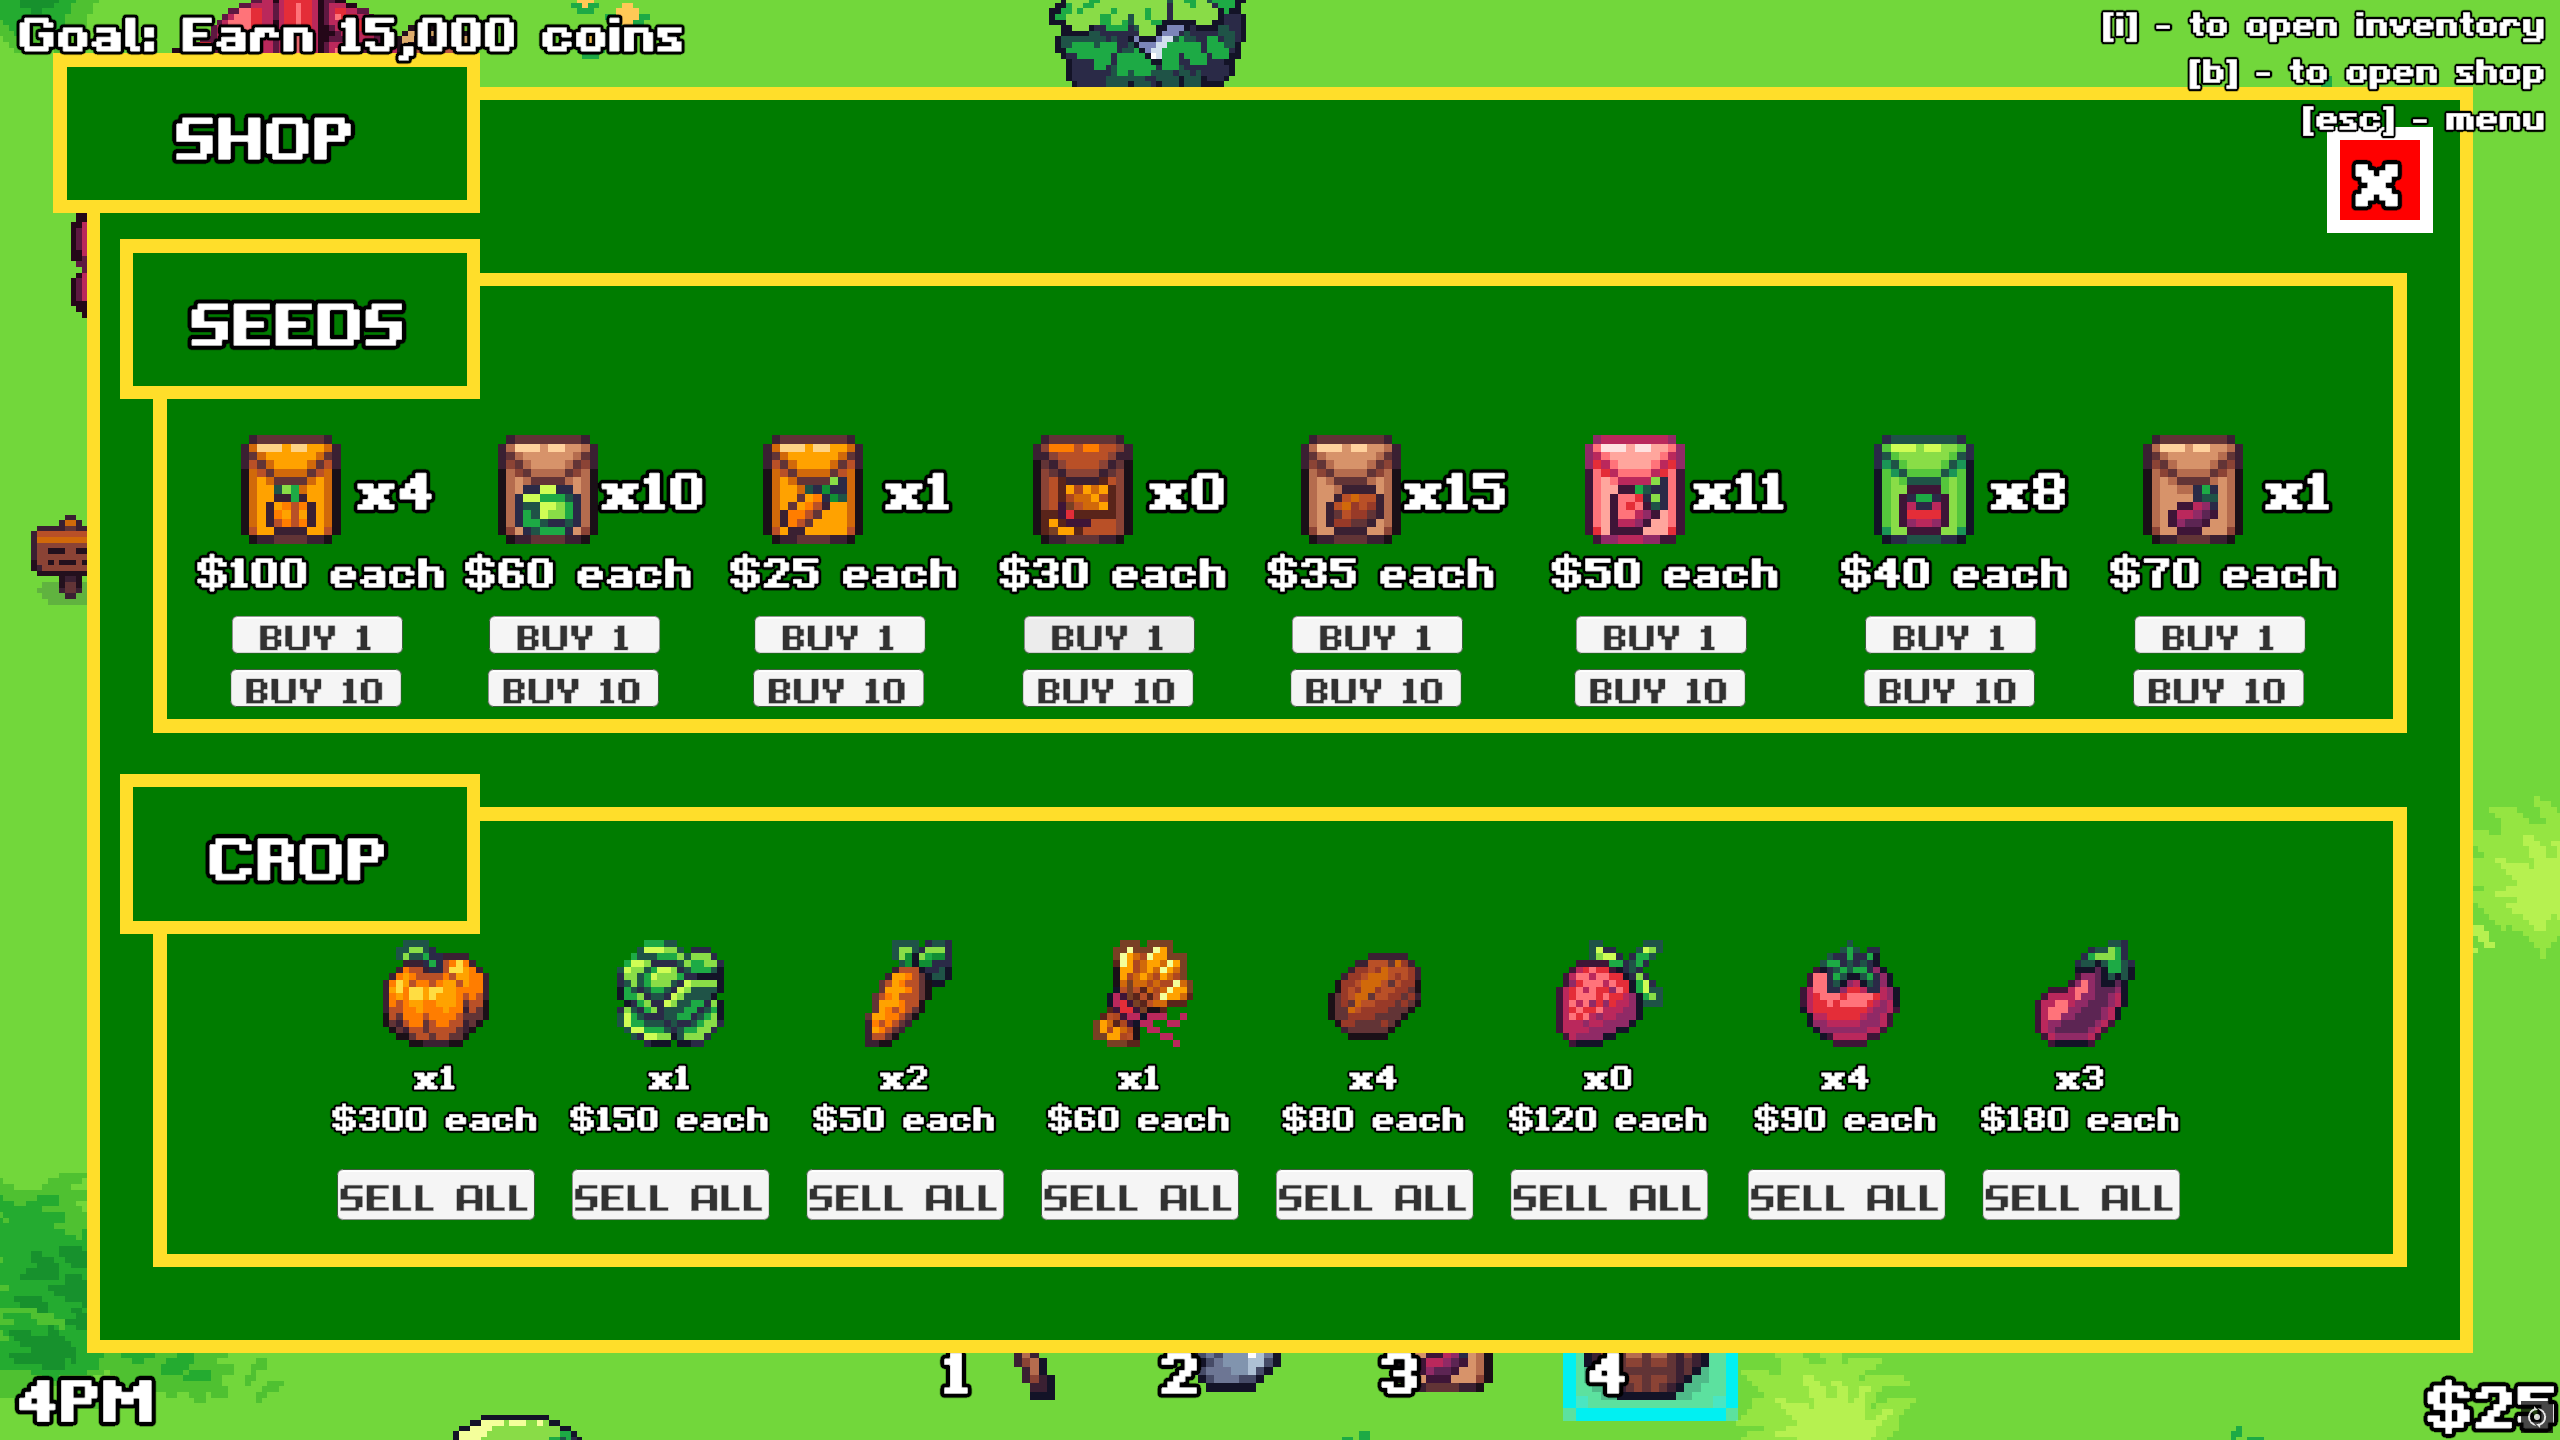 Goal: Earn 15,000 coins
[i] - to open inventory
[b] - to open shop
[esc] - menu
SHOP
X
SEEDS
x4 x10 x1 x0 x15 x11 x8 x1
$100 each $60 each $25 each $30 each $35 each $50 each $40 each $70 each
BUY 1 BUY 1 BUY 1 BUY 1 BUY 1 BUY 1 BUY 1 BUY 1
BUY 10 BUY 10 BUY 10 BUY 10 BUY 10 BUY 10 BUY 10 BUY 10
CROP
x1 x1 x2 x1 x4 x0 x4 x3
$300 each $150 each $50 each $60 each $80 each $120 each $90 each $180 each
SELL ALL SELL ALL SELL ALL SELL ALL SELL ALL SELL ALL SELL ALL SELL ALL
1 2 3 4
4PM
$25